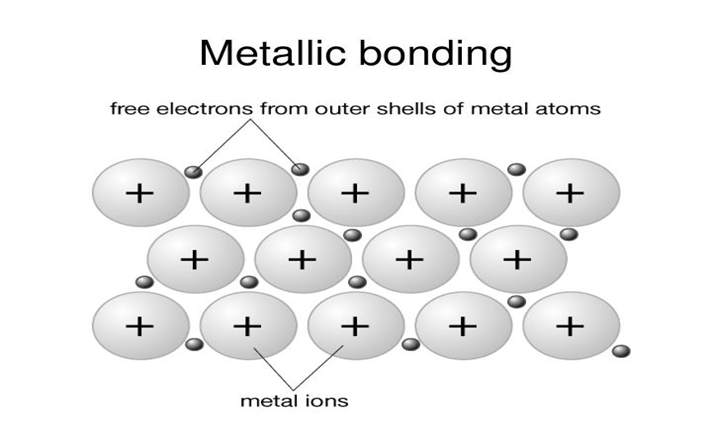 Metallic bonding
free electrons from outer shells of metal atoms
+ + + + +
+ + + +
+ + + + +
metal ions